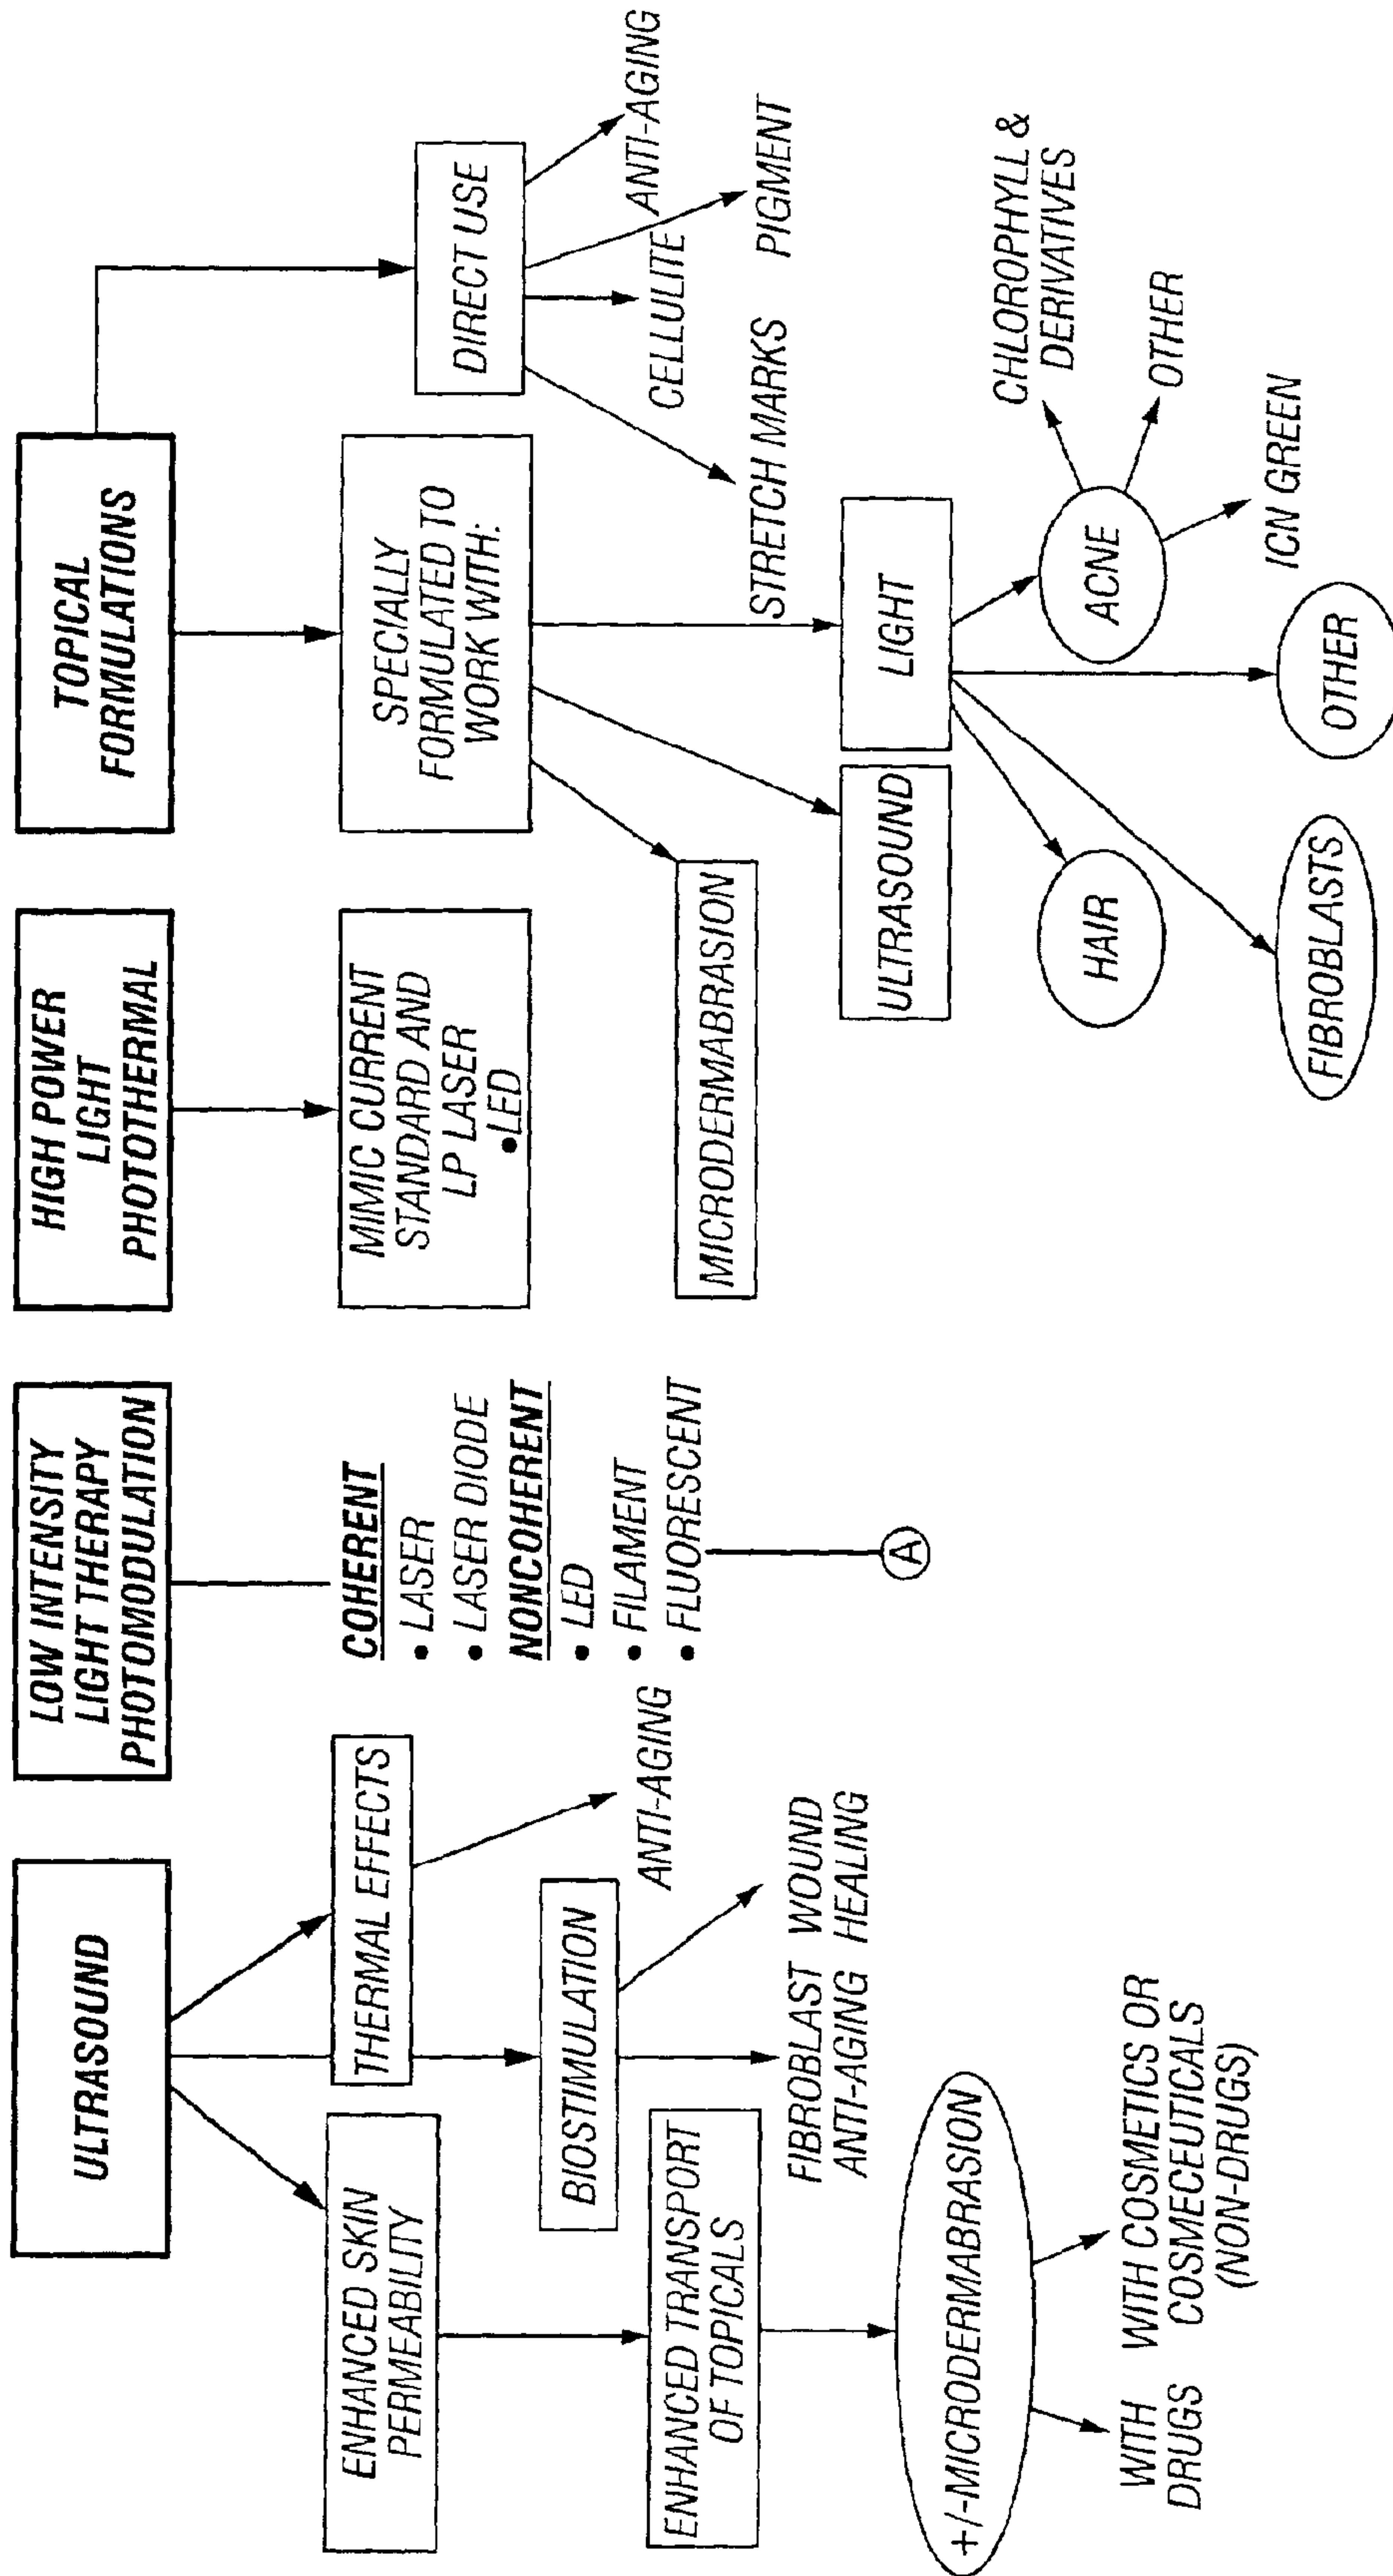 ULTRASOUND
ENHANCED SKIN
PERMEABILITY
THERMAL EFFECTS
ANTI-AGING
BIOSTIMULATION
FIBROBLAST
ANTI-AGING
WOUND
HEALING
ENHANCED TRANSPORT
OF TOPICALS
+/-MICRODERMABRASION
WITH
DRUGS
WITH COSMETICS OR
COSMECEUTICALS
(NON-DRUGS)
LOW INTENSITY
LIGHT THERAPY
PHOTOMODULATION
COHERENT
• LASER
• LASER DIODE
NONCOHERENT
• LED
• FILAMENT
• FLUORESCENT
A
HIGH POWER
LIGHT
PHOTOTHERMAL
MIMIC CURRENT
STANDARD AND
LP LASER
•LED
TOPICAL
FORMULATIONS
SPECIALLY
FORMULATED TO
WORK WITH:
MICRODERMABRASION
ULTRASOUND
LIGHT
HAIR
FIBROBLASTS
OTHER
ACNE
CHLOROPHYLL &
DERIVATIVES
OTHER
ICN GREEN
DIRECT USE
STRETCH MARKS
CELLULITE
PIGMENT
ANTI-AGING